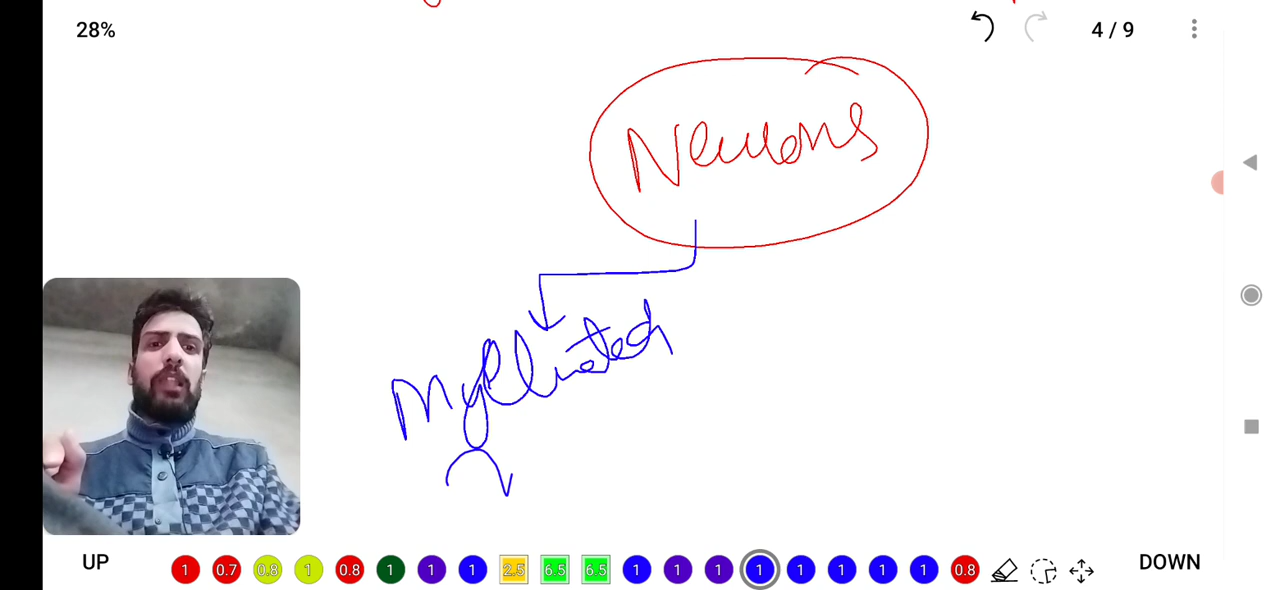 28%
4 / 9
Neurons
Myelinated
UP
1 0.7 0.8 1 0.8 1 1 1 2.5 6.5 6.5 1 1 1 1 1 1 1 1 0.8
DOWN